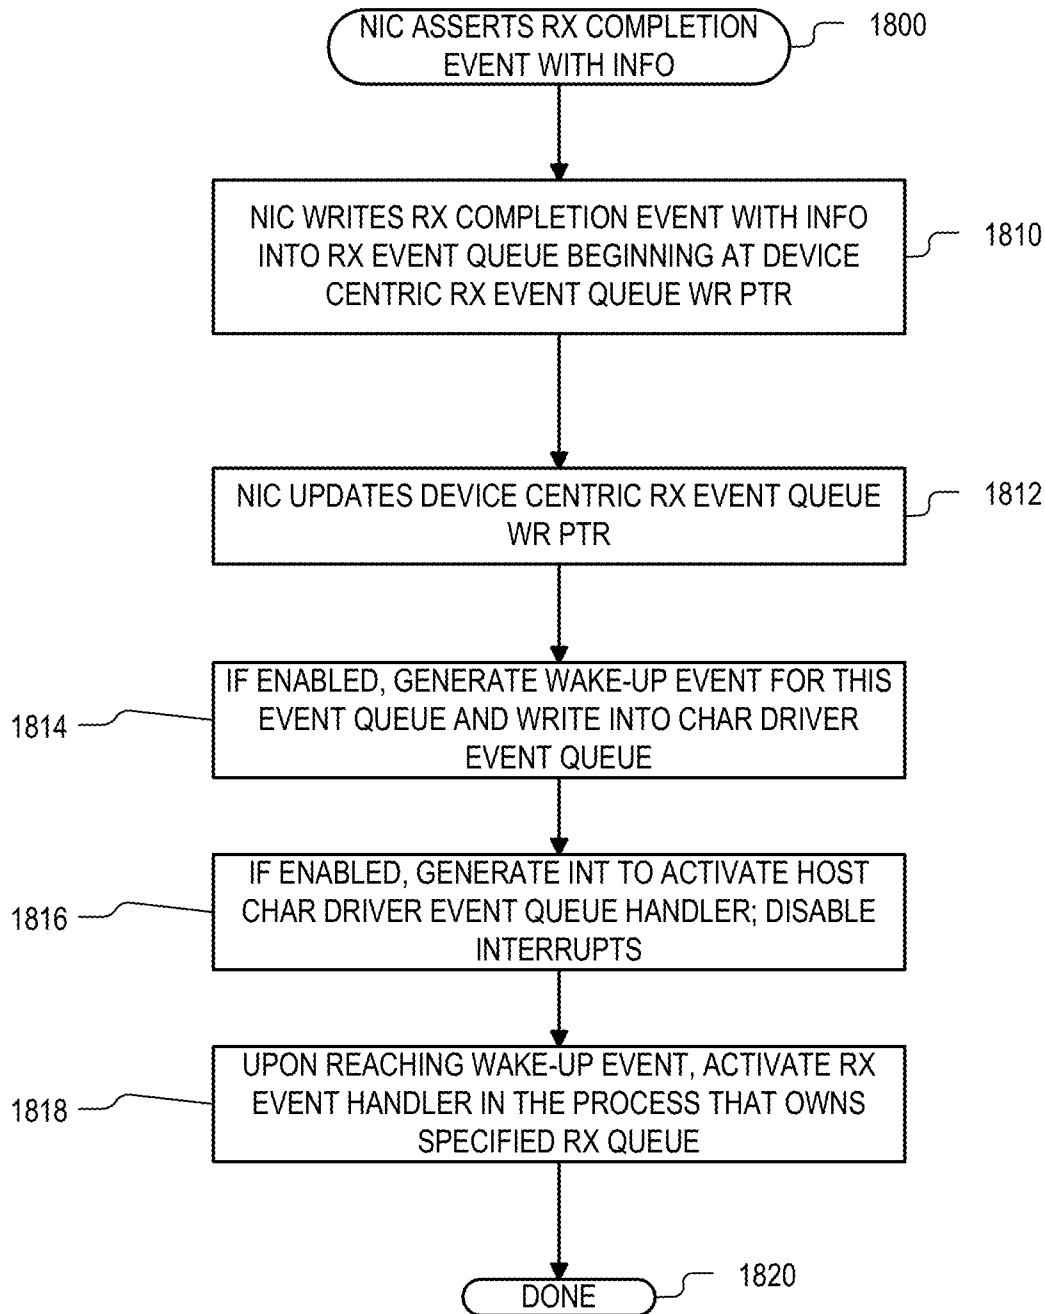 NIC ASSERTS RX COMPLETION
EVENT WITH INFO
1800
NIC WRITES RX COMPLETION EVENT WITH INFO
INTO RX EVENT QUEUE BEGINNING AT DEVICE
CENTRIC RX EVENT QUEUE WR PTR
1810
NIC UPDATES DEVICE CENTRIC RX EVENT QUEUE
WR PTR
1812
IF ENABLED, GENERATE WAKE-UP EVENT FOR THIS
EVENT QUEUE AND WRITE INTO CHAR DRIVER
EVENT QUEUE
1814
IF ENABLED, GENERATE INT TO ACTIVATE HOST
CHAR DRIVER EVENT QUEUE HANDLER; DISABLE
INTERRUPTS
1816
UPON REACHING WAKE-UP EVENT, ACTIVATE RX
EVENT HANDLER IN THE PROCESS THAT OWNS
SPECIFIED RX QUEUE
1818
DONE
1820